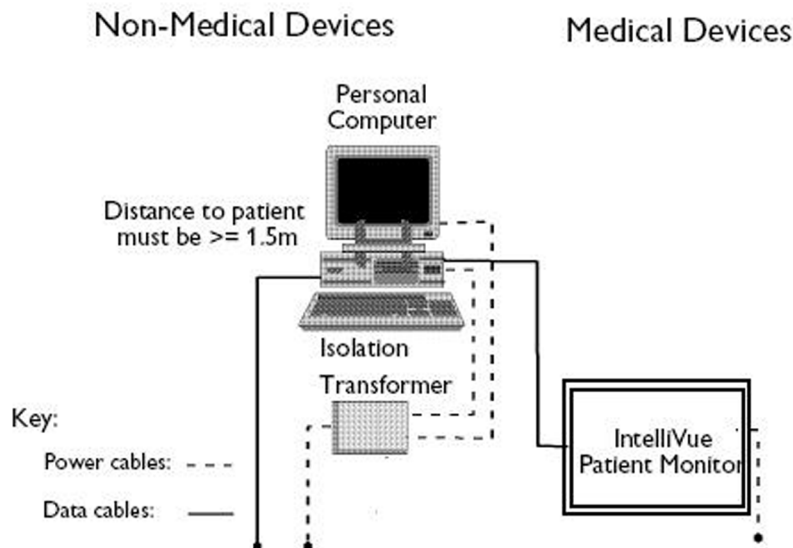 Non-Medical Devices
Medical Devices
Personal
Computer
Distance to patient
must be >= 1.5m
Isolation
Transformer
Key:
Power cables:
Data cables:
IntelliVue
Patient Monitor